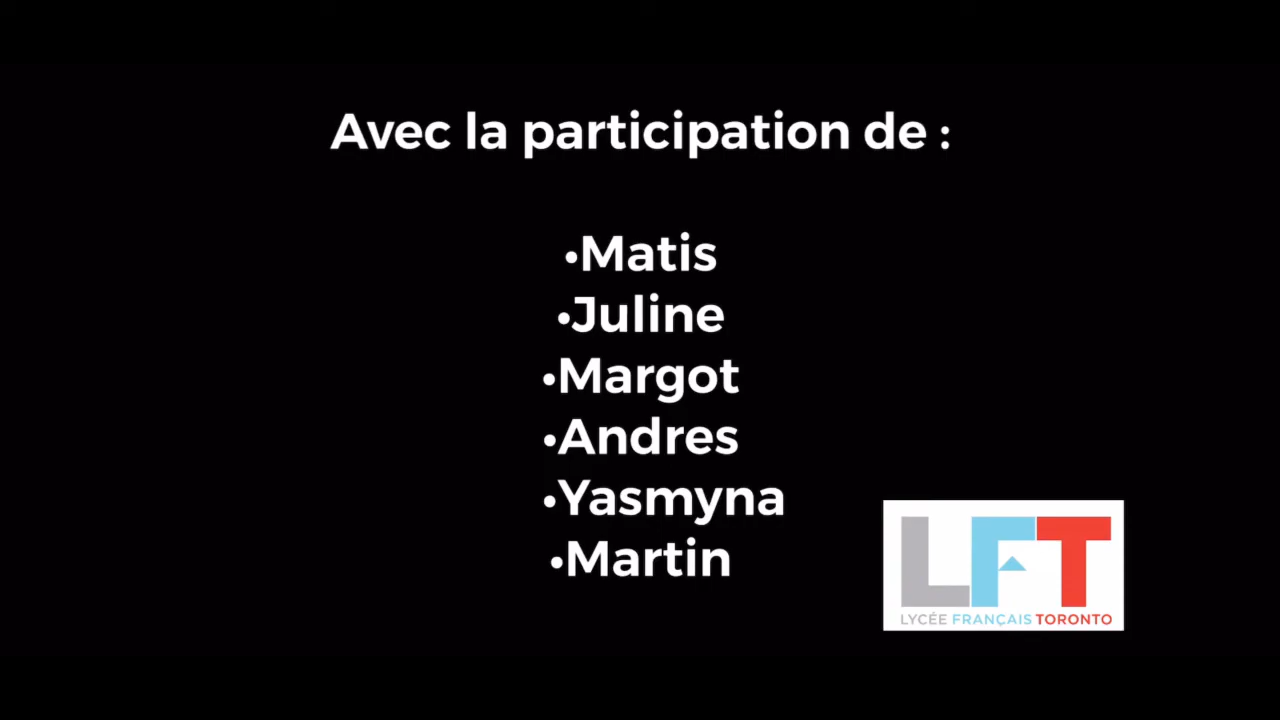 Avec la participation de :
•Matis
•Juline
•Margot
•Andres
•Yasmyna
•Martin
LFT
LYCÉE FRANÇAIS TORONTO